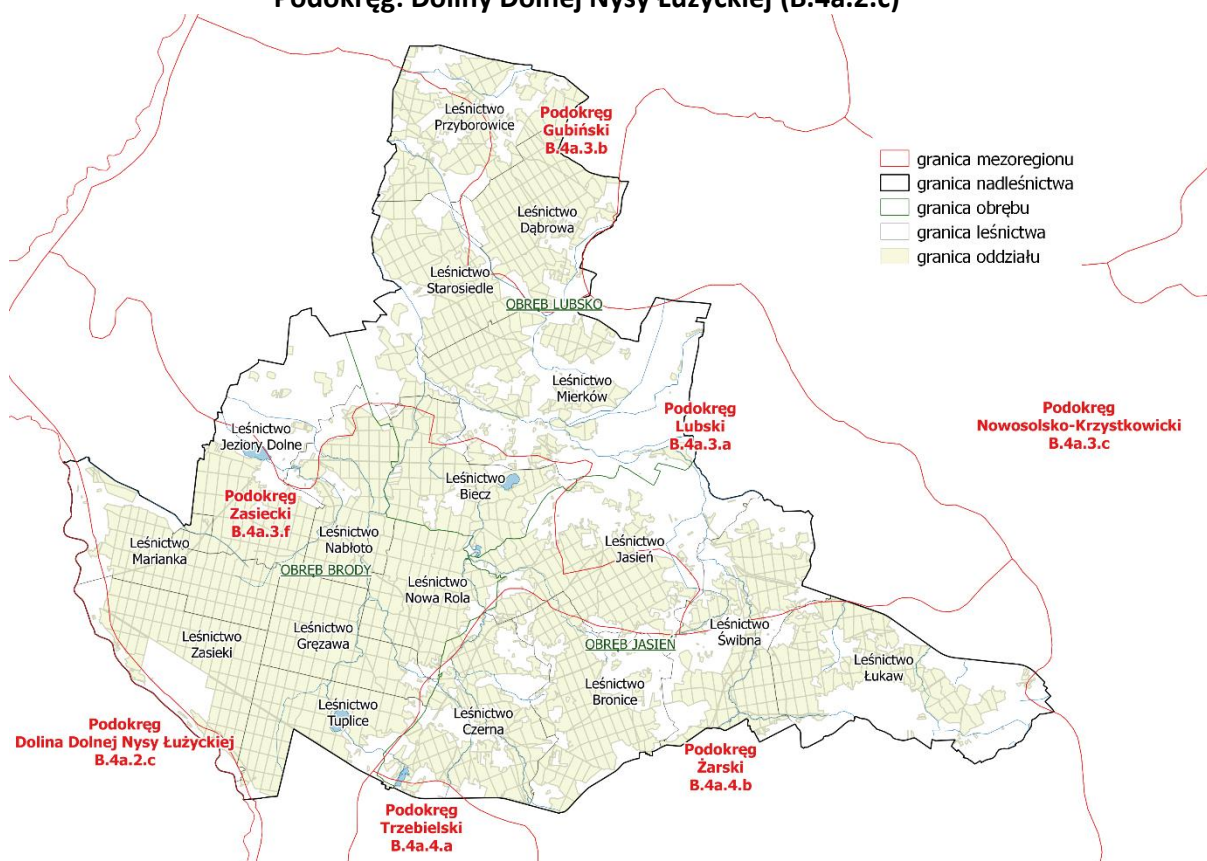 Podokręg: Doliny Dolnej Nysy Łużyckiej (B.4a.2.c)
Leśnictwo
Przyborowice
Podokręg
Gubiński
B.4a.3.b
granica mezoregionu
granica nadleśnictwa
granica obrębu
granica leśnictwa
granica oddziału
Leśnictwo
Dąbrowa
Leśnictwo
Starosiedle
OBRĘB LUBSKO
Leśnictwo
Mierków
Podokręg
Lubski
B.4a.3.a
Podokręg
Nowosolsko-Krzystkowicki
B.4a.3.c
Leśnictwo
Jeziory Dolne
Leśnictwo
Biecz
Podokręg
Zasiecki
B.4a.3.f
Leśnictwo
Marianka
Leśnictwo
Nabłoto
OBRĘB BRODY
Leśnictwo
Jasień
Leśnictwo
Nowa Rola
Leśnictwo
Zasieki
Leśnictwo
Gręzawa
OBRĘB JASIEŃ
Leśnictwo
Świbna
Leśnictwo
Łukaw
Leśnictwo
Bronice
Leśnictwo
Tuplice
Leśnictwo
Czerna
Podokręg
Dolina Dolnej Nysy Łużyckiej
B.4a.2.c
Podokręg
Żarski
B.4a.4.b
Podokręg
Trzebielski
B.4a.4.a